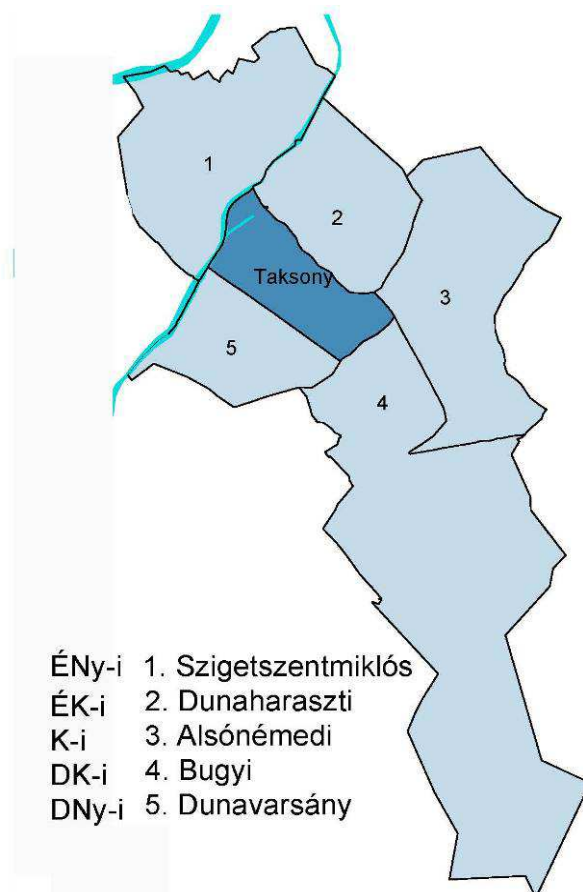 1
2
Taksony
3
5
4
ÉNy-i 1. Szigetszentmiklós
ÉK-i 2. Dunaharaszti
K-i 3. Alsónémedi
DK-i 4. Bugyi
DNy-i 5. Dunavarsány